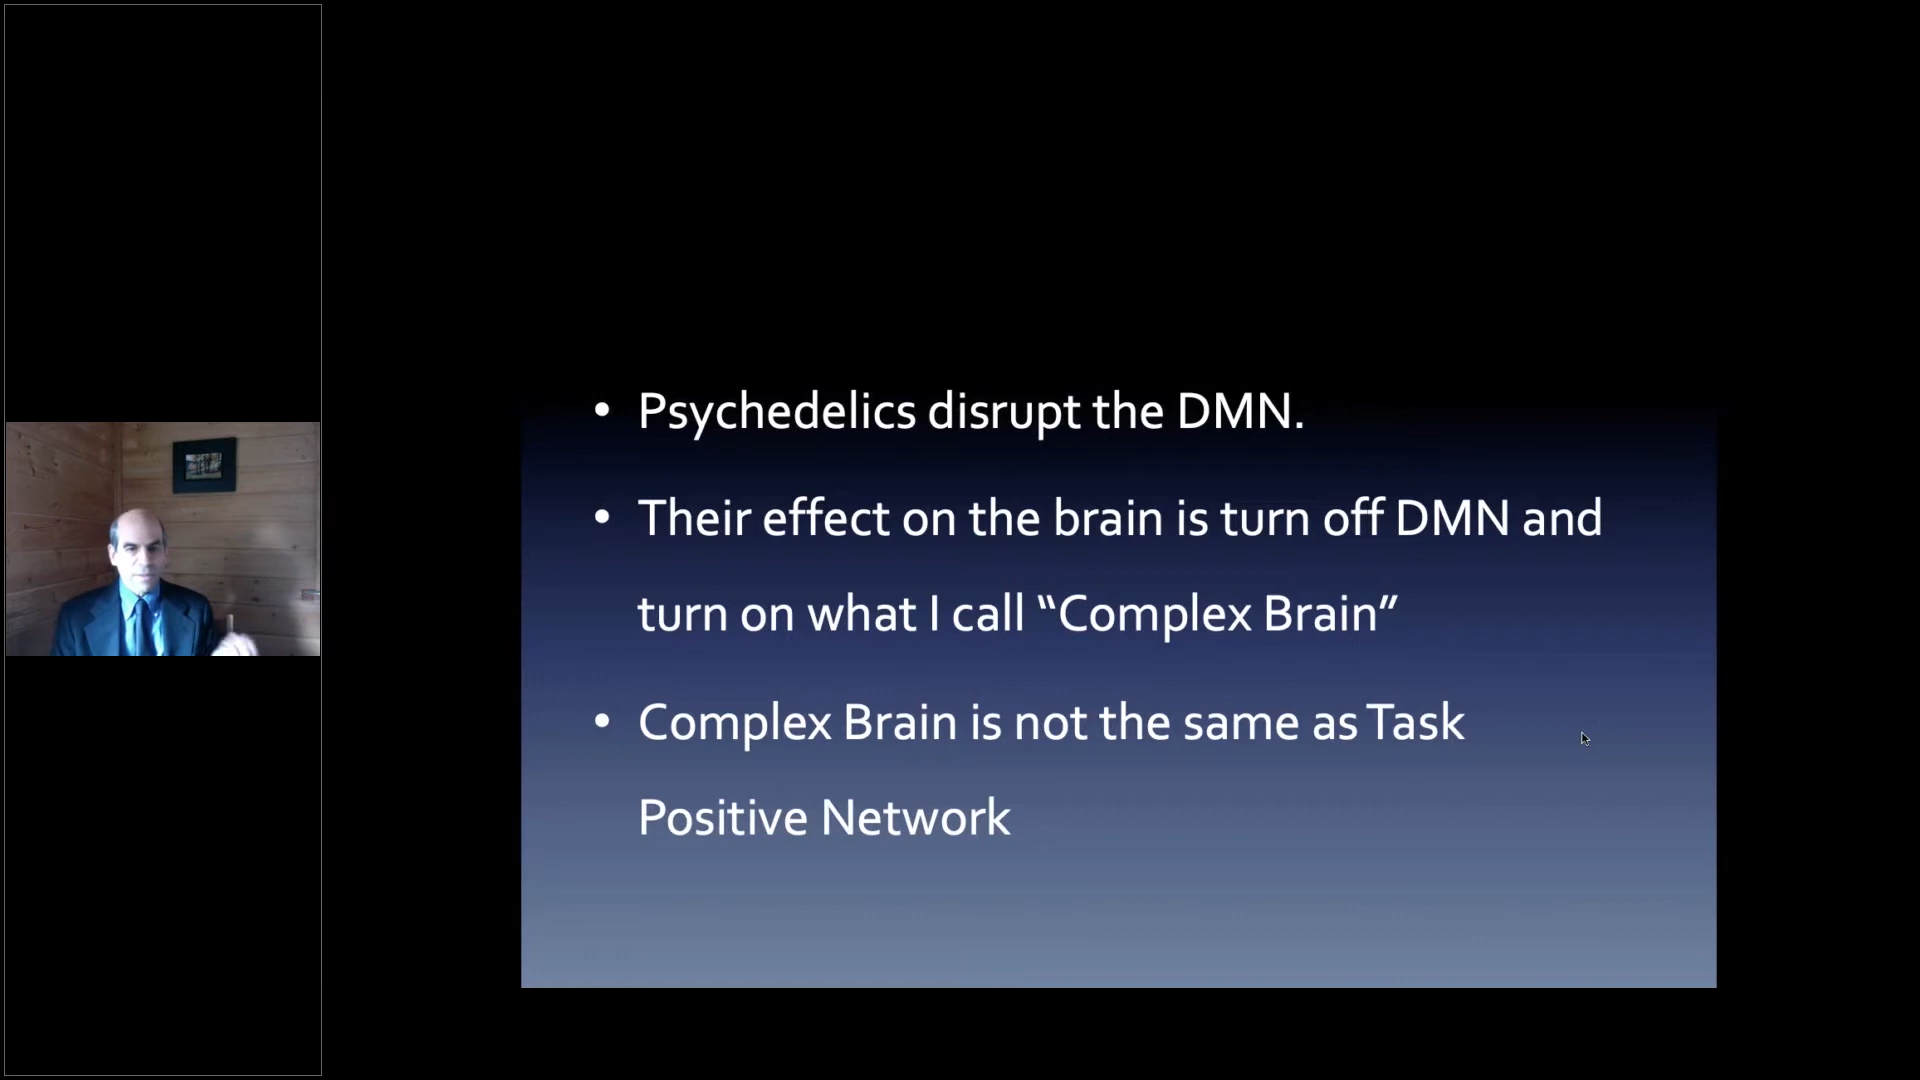 • Psychedelics disrupt the DMN.
• Their effect on the brain is turn off DMN and
turn on what I call “Complex Brain”
• Complex Brain is not the same as Task
Positive Network